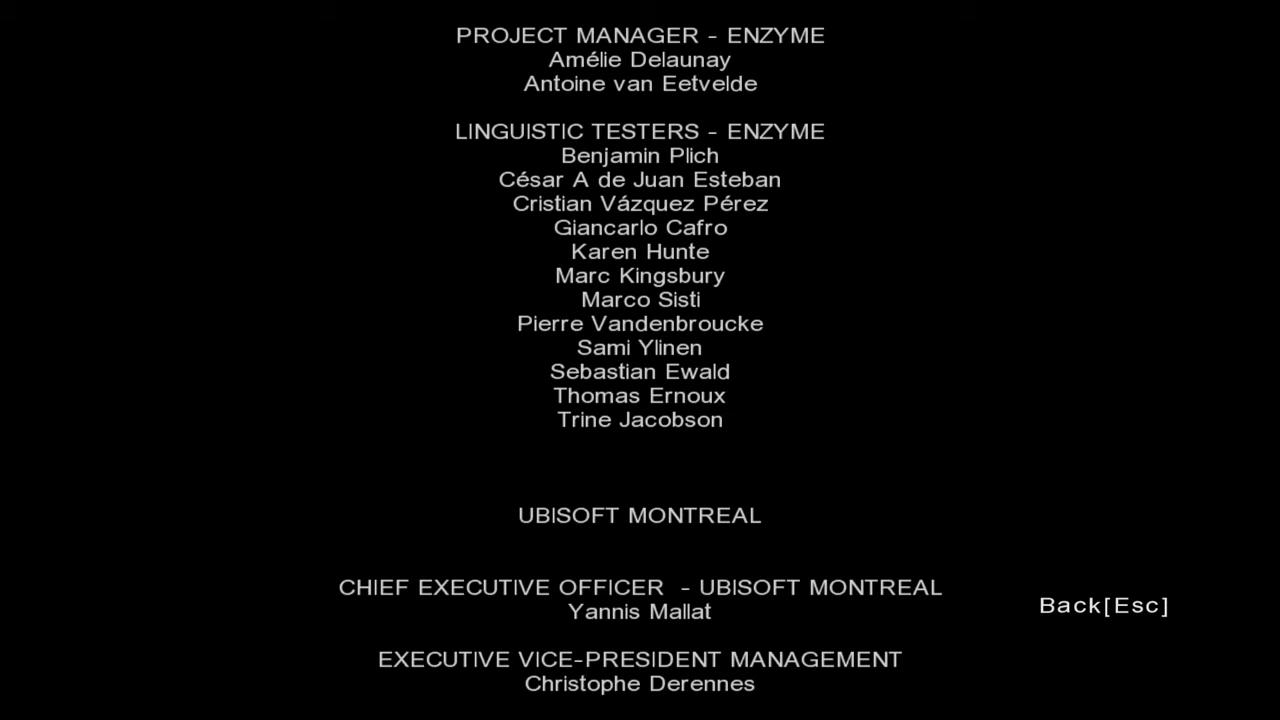 PROJECT MANAGER - ENZYME
Amélie Delaunay
Antoine van Eetvelde
LINGUISTIC TESTERS - ENZYME
Benjamin Plich
César A de Juan Esteban
Cristian Vázquez Pérez
Giancarlo Cafro
Karen Hunte
Marc Kingsbury
Marco Sisti
Pierre Vandenbroucke
Sami Ylinen
Sebastian Ewald
Thomas Ernoux
Trine Jacobson
UBISOFT MONTREAL
CHIEF EXECUTIVE OFFICER - UBISOFT MONTREAL
Yannis Mallat
Back[Esc]
EXECUTIVE VICE-PRESIDENT MANAGEMENT
Christophe Derennes